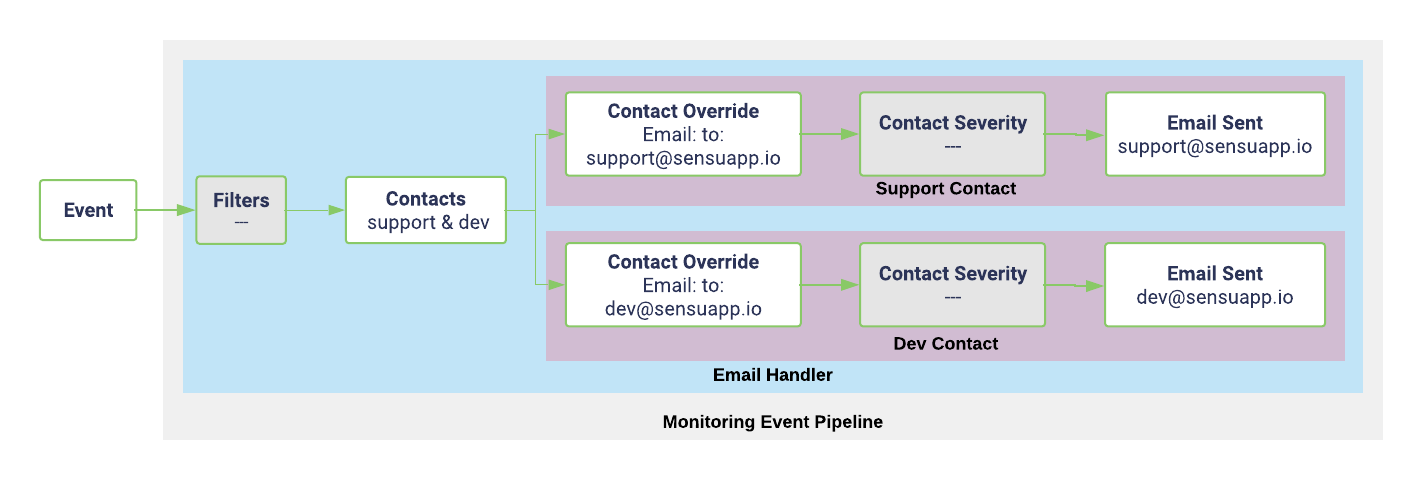 Event
Filters
---
Contacts
support & dev
Contact Override
Email: to:
support@sensuapp.io
Contact Severity
---
Email Sent
support@sensuapp.io
Support Contact
Contact Override
Email: to:
dev@sensuapp.io
Contact Severity
---
Email Sent
dev@sensuapp.io
Dev Contact
Email Handler
Monitoring Event Pipeline